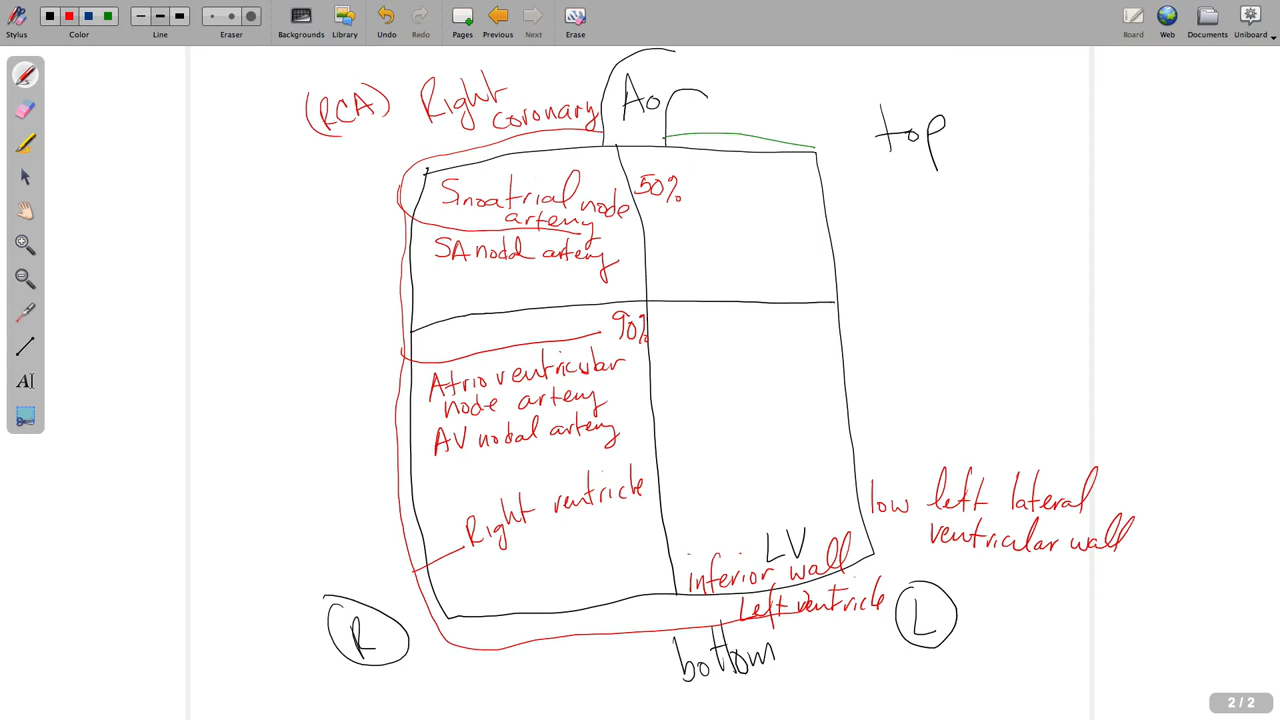 Stylus
Color
Line
Eraser
Backgrounds
Library
Undo
Redo
Pages
Previous
Next
Erase
Board
Web
Documents
Uniboard
(RCA) Right
coronary
Ao
top
Sinoatrial node
artery
50%
SA nodal artery
90%
Atrioventricular
node artery
AV nodal artery
Right ventricle
low left lateral
ventricular wall
LV
inferior wall
Left ventricle
R
L
bottom
AI
2 / 2